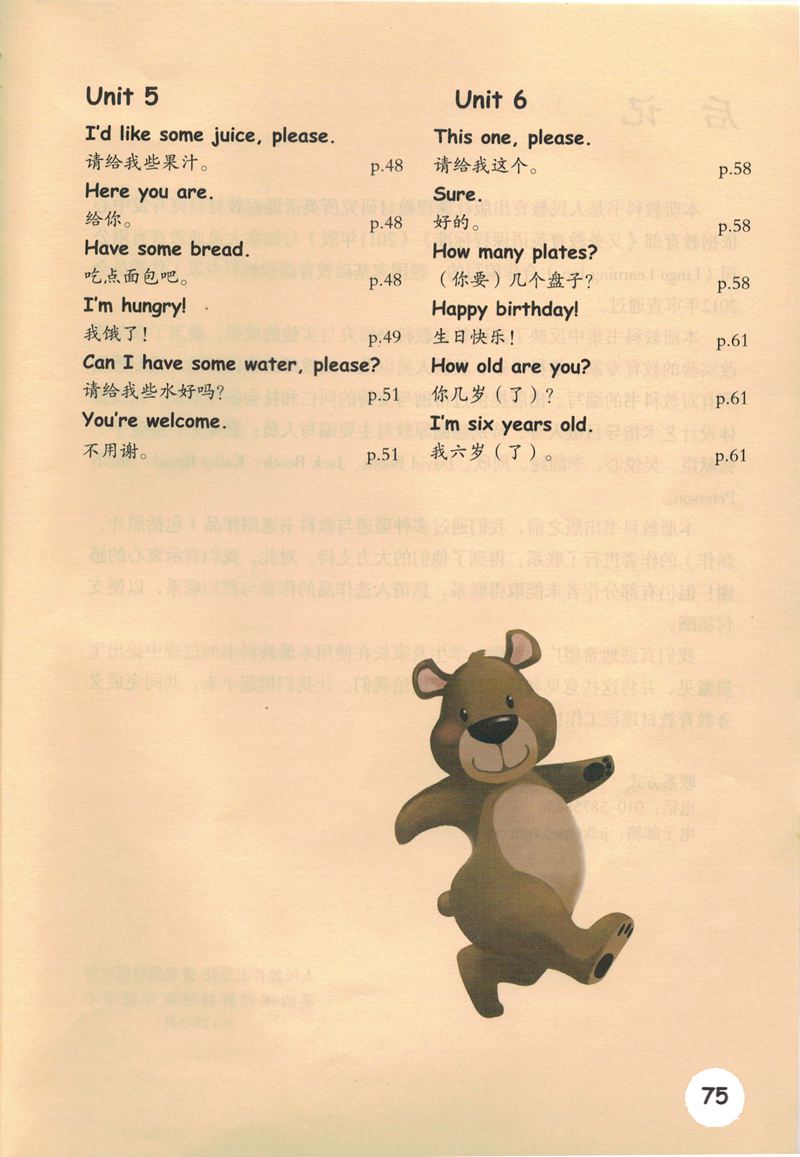 Unit 5
I'd like some juice, please.
请给我些果汁。 p.48
Here you are.
给你。 p.48
Have some bread.
吃点面包吧。 p.48
I'm hungry!
我饿了！ p.49
Can I have some water, please?
请给我些水好吗？ p.51
You're welcome.
不用谢。 p.51
Unit 6
This one, please.
请给我这个。 p.58
Sure.
好的。 p.58
How many plates?
（你要）几个盘子？ p.58
Happy birthday!
生日快乐！ p.61
How old are you?
你几岁（了）？ p.61
I'm six years old.
我六岁（了）。 p.61
75